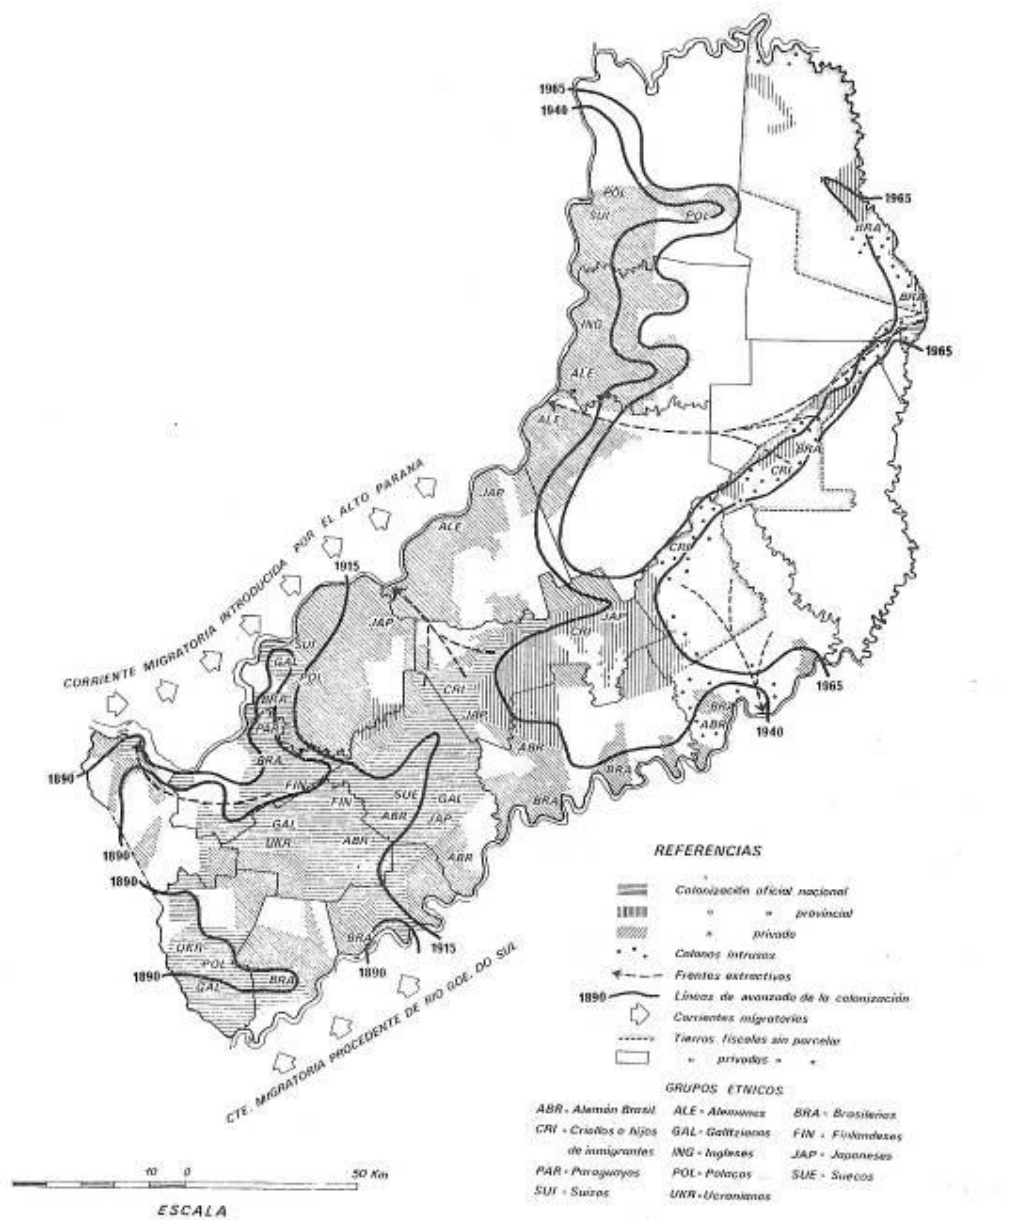 1965
1940
POL
SUI
POL
1965
BRA
BRA
ING
1965
ALE
ALE
BRA
CRI
JAP
ALE
CRI
CORRIENTE MIGRATORIA INTRODUCIDA POR EL ALTO PARANA
1915
JAP
JAP
CRI
SUI
GAL
POL
CRI
BRA
JAP
PAR
1965
BRA
ABR
1940
ABR
1890
BRA
BRA
FIN
FIN
SUE
GAL
BRA
ABR
JAP
GAL
UKR
ABR
ABR
1890
1890
BRA
1915
UKR
POL
1890
1890
BRA
GAL
CTE. MIGRATORIA PROCEDENTE DE RIO GDE. DO SUL
REFERENCIAS
Colonización oficial nacional
" " provincial
" privada
Colonos intrusos
Frentes extractivos
1890 Líneas de avanzada de la colonización
Corrientes migratorias
Tierras fiscales sin parcelar
" privadas " "
GRUPOS ETNICOS
ABR = Alemán Brasil. ALE = Alemanes BRA = Brasileños
CRI = Criollos o hijos GAL = Galitzianos FIN = Finlandeses
de inmigrantes ING = Ingleses JAP = Japoneses
PAR = Paraguayos POL = Polacos SUE = Suecos
SUI = Suizos UKR = Ucranianos
10 0 50 Km
ESCALA